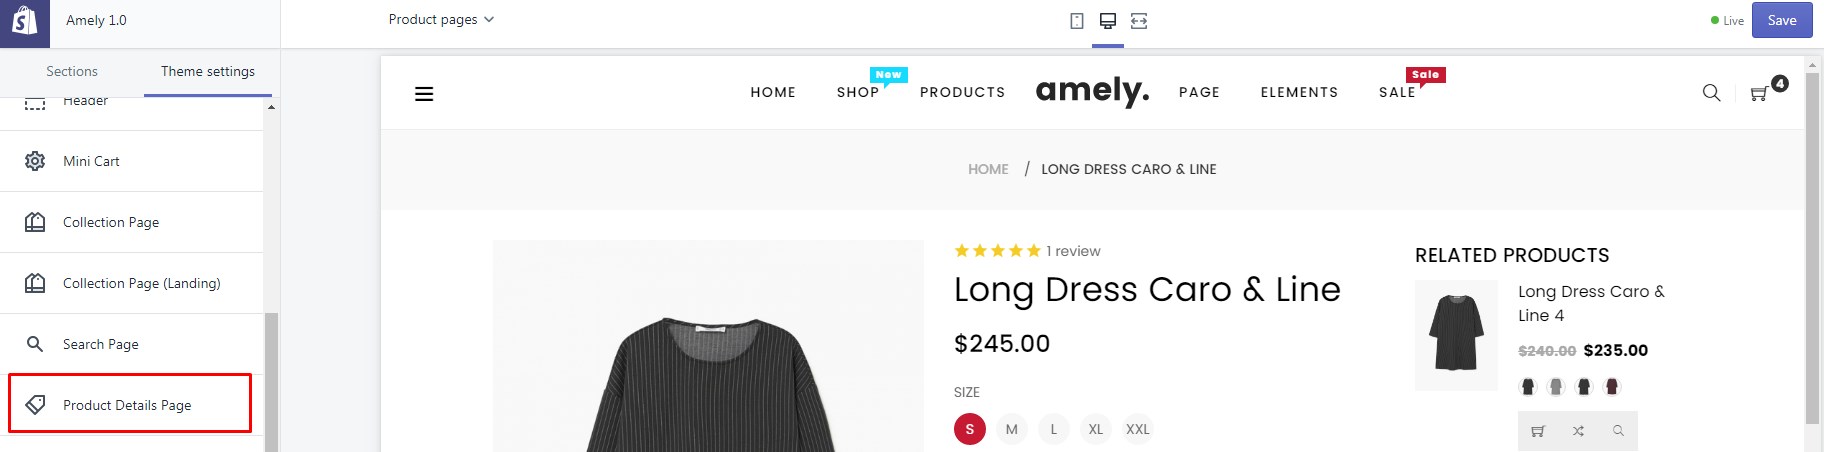 Amely 1.0
Product pages
Live
Save
Sections
Theme settings
Header
Mini Cart
Collection Page
Collection Page (Landing)
Search Page
Product Details Page
New
Sale
HOME SHOP PRODUCTS amely. PAGE ELEMENTS SALE
4
HOME / LONG DRESS CARO & LINE
1 review
Long Dress Caro & Line
$245.00
SIZE
S M L XL XXL
RELATED PRODUCTS
Long Dress Caro &
Line 4
$240.00 $235.00